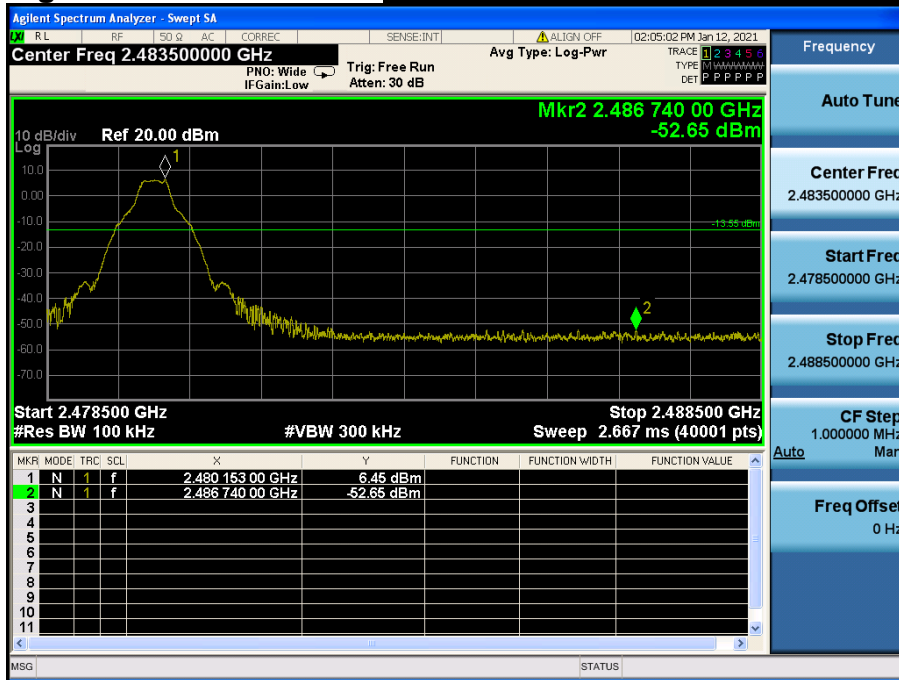 Agilent Spectrum Analyzer - Swept SA
LXI RL RF 50 Ω AC CORREC SENSE:INT ALIGN OFF 02:05:02 PM Jan 12, 2021
Center Freq 2.483500000 GHz
PNO: Wide
IFGain:Low
Trig: Free Run
Atten: 30 dB
Avg Type: Log-Pwr
TRACE 1 2 3 4 5 6
TYPE M WWWWW
DET P P P P P P
Mkr2 2.486 740 00 GHz
-52.65 dBm
10 dB/div Ref 20.00 dBm
Log
10.0
0.00
-10.0
-20.0
-30.0
-40.0
-50.0
-60.0
-70.0
1
2
-13.55 dBm
Start 2.478500 GHz Stop 2.488500 GHz
#Res BW 100 kHz #VBW 300 kHz Sweep 2.667 ms (40001 pts)
MKR MODE TRC SCL X Y FUNCTION FUNCTION WIDTH FUNCTION VALUE
1 N 1 f 2.480 153 00 GHz 6.45 dBm
2 N 1 f 2.486 740 00 GHz -52.65 dBm
3
4
5
6
7
8
9
10
11
MSG STATUS
Frequency
Auto Tune
Center Freq
2.483500000 GHz
Start Freq
2.478500000 GHz
Stop Freq
2.488500000 GHz
CF Step
1.000000 MHz
Auto Man
Freq Offset
0 Hz